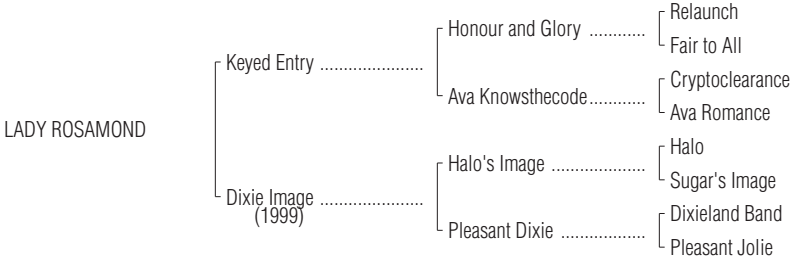 Relaunch
Honour and Glory ............
Fair to All
Keyed Entry ......................
Cryptoclearance
Ava Knowsthecode............
Ava Romance
LADY ROSAMOND
Halo
Halo's Image ....................
Sugar's Image
Dixie Image ......................
(1999)
Dixieland Band
Pleasant Dixie ..................
Pleasant Jolie